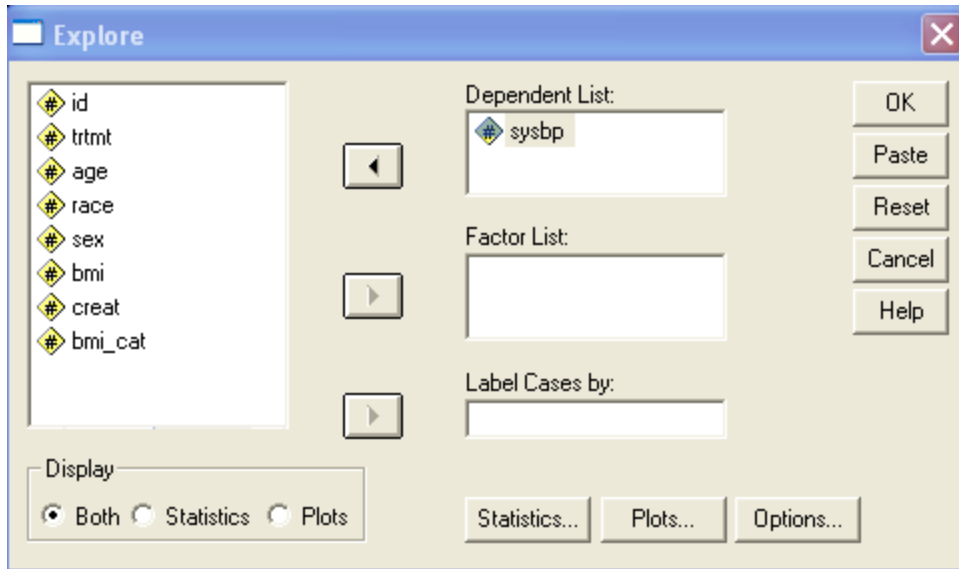 Explore
id
trtmt
age
race
sex
bmi
creat
bmi_cat
Dependent List:
sysbp
Factor List:
Label Cases by:
OK
Paste
Reset
Cancel
Help
Display
Both Statistics Plots
Statistics... Plots... Options...